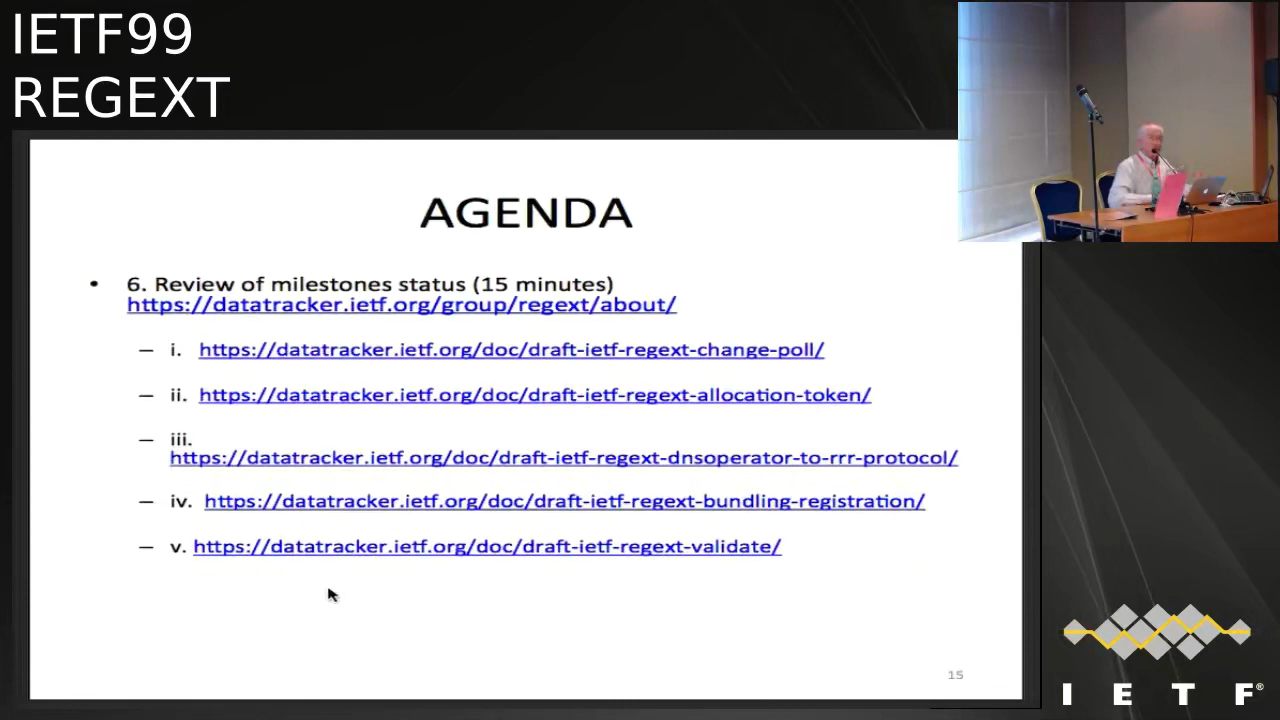 IETF99
REGEXT
AGENDA
• 6. Review of milestones status (15 minutes)
https://datatracker.ietf.org/group/regext/about/
– i. https://datatracker.ietf.org/doc/draft-ietf-regext-change-poll/
– ii. https://datatracker.ietf.org/doc/draft-ietf-regext-allocation-token/
– iii.
https://datatracker.ietf.org/doc/draft-ietf-regext-dnsoperator-to-rrr-protocol/
– iv. https://datatracker.ietf.org/doc/draft-ietf-regext-bundling-registration/
– v. https://datatracker.ietf.org/doc/draft-ietf-regext-validate/
15
I E T F®